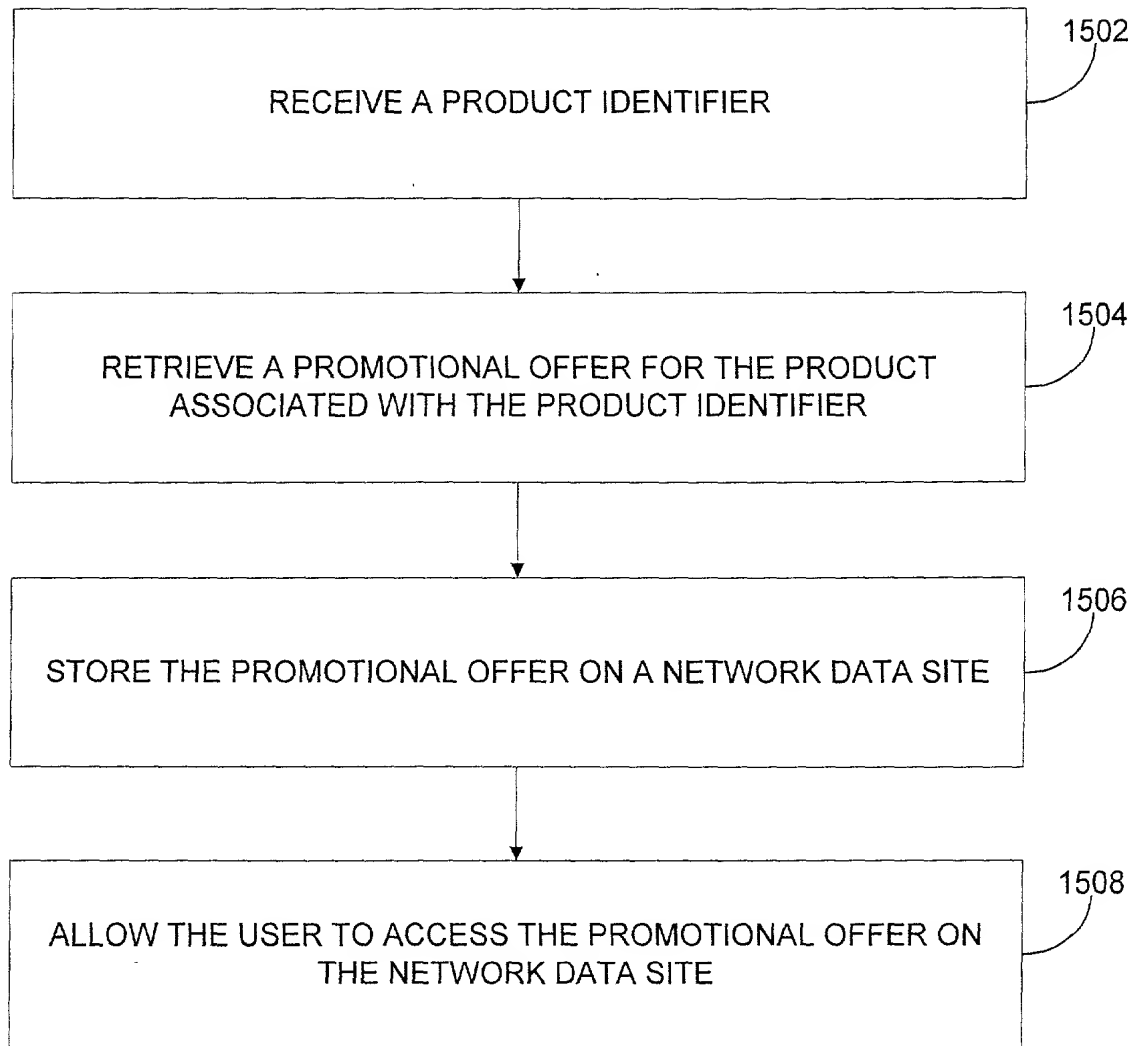 1502
RECEIVE A PRODUCT IDENTIFIER
1504
RETRIEVE A PROMOTIONAL OFFER FOR THE PRODUCT
ASSOCIATED WITH THE PRODUCT IDENTIFIER
1506
STORE THE PROMOTIONAL OFFER ON A NETWORK DATA SITE
1508
ALLOW THE USER TO ACCESS THE PROMOTIONAL OFFER ON
THE NETWORK DATA SITE